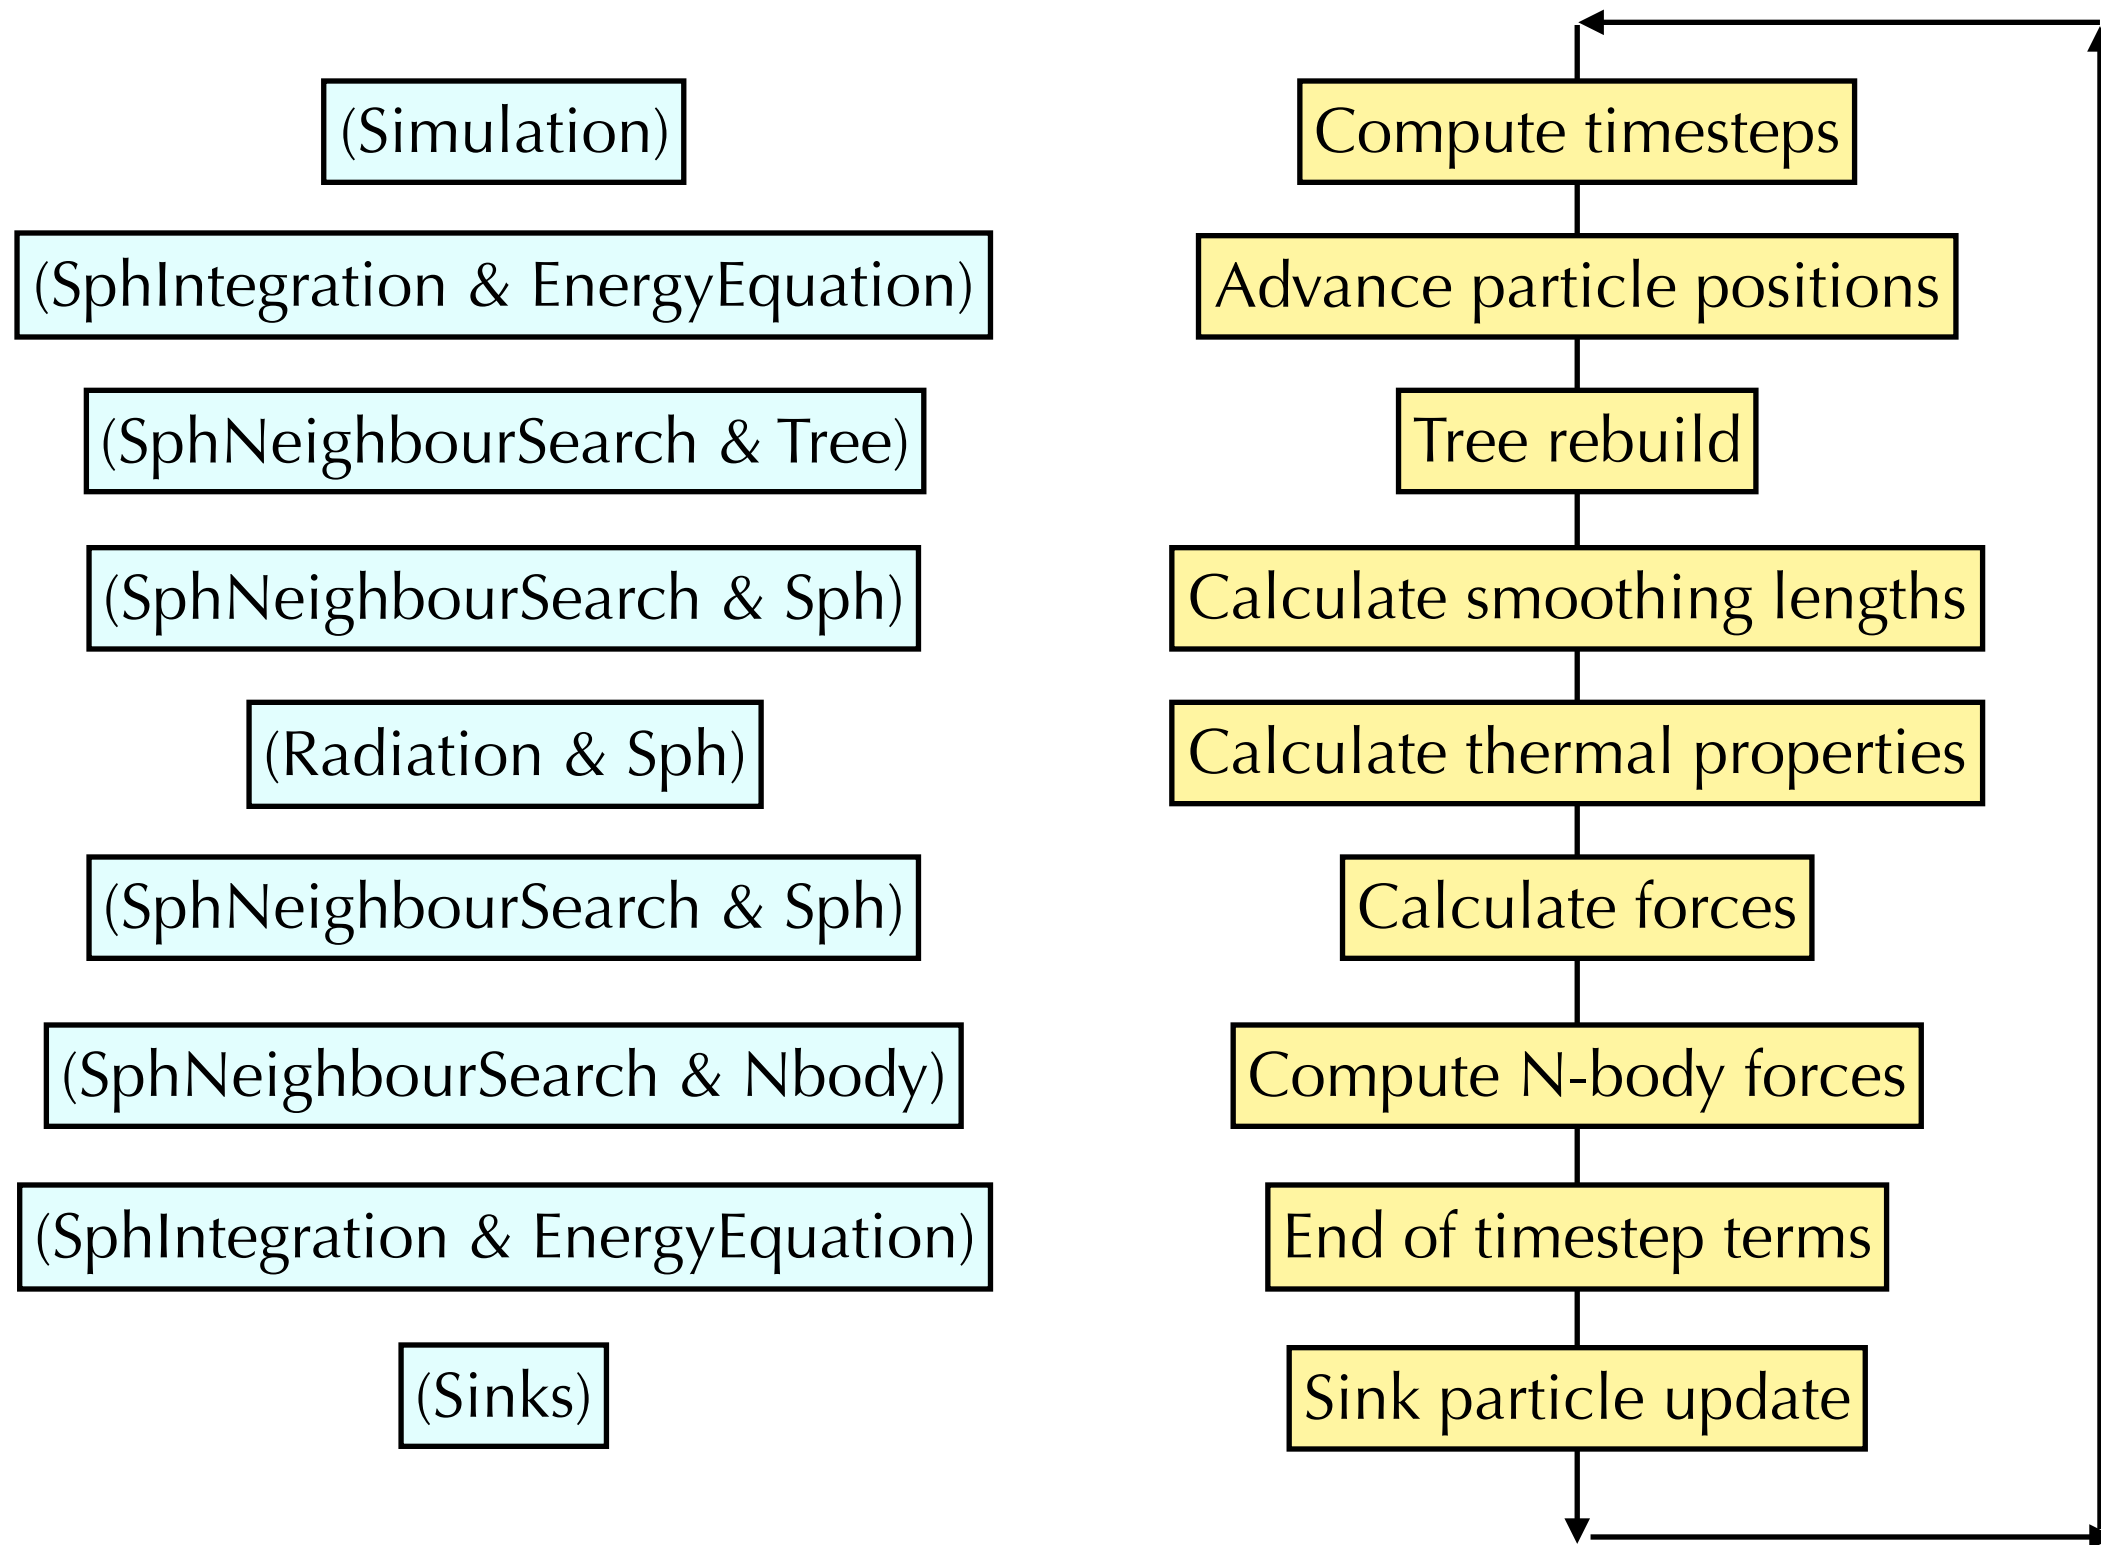 (Simulation)
Compute timesteps
(SphIntegration & EnergyEquation)
Advance particle positions
(SphNeighbourSearch & Tree)
Tree rebuild
(SphNeighbourSearch & Sph)
Calculate smoothing lengths
(Radiation & Sph)
Calculate thermal properties
(SphNeighbourSearch & Sph)
Calculate forces
(SphNeighbourSearch & Nbody)
Compute N-body forces
(SphIntegration & EnergyEquation)
End of timestep terms
(Sinks)
Sink particle update